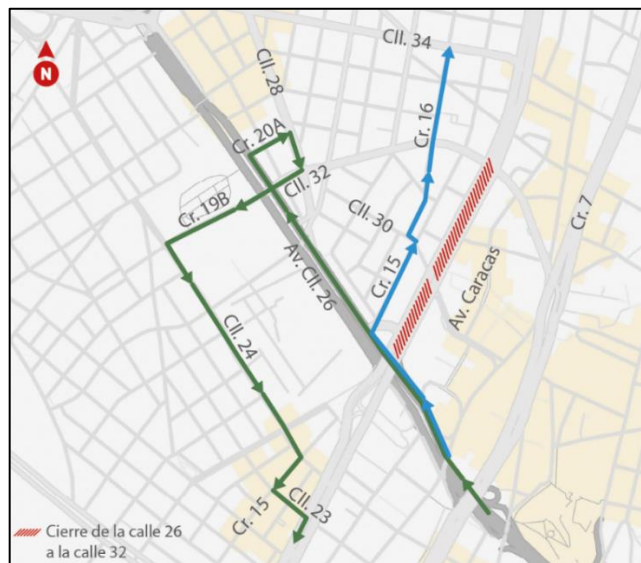 Cll. 34
Cll. 28
N
Cr. 16
Cr. 20A
Cll. 32
Cr. 7
Cr. 19B
Cll. 30
Av. Cll. 26
Cr. 15
Av. Caracas
Cll. 24
Cr. 15
Cll. 23
Cierre de la calle 26
a la calle 32